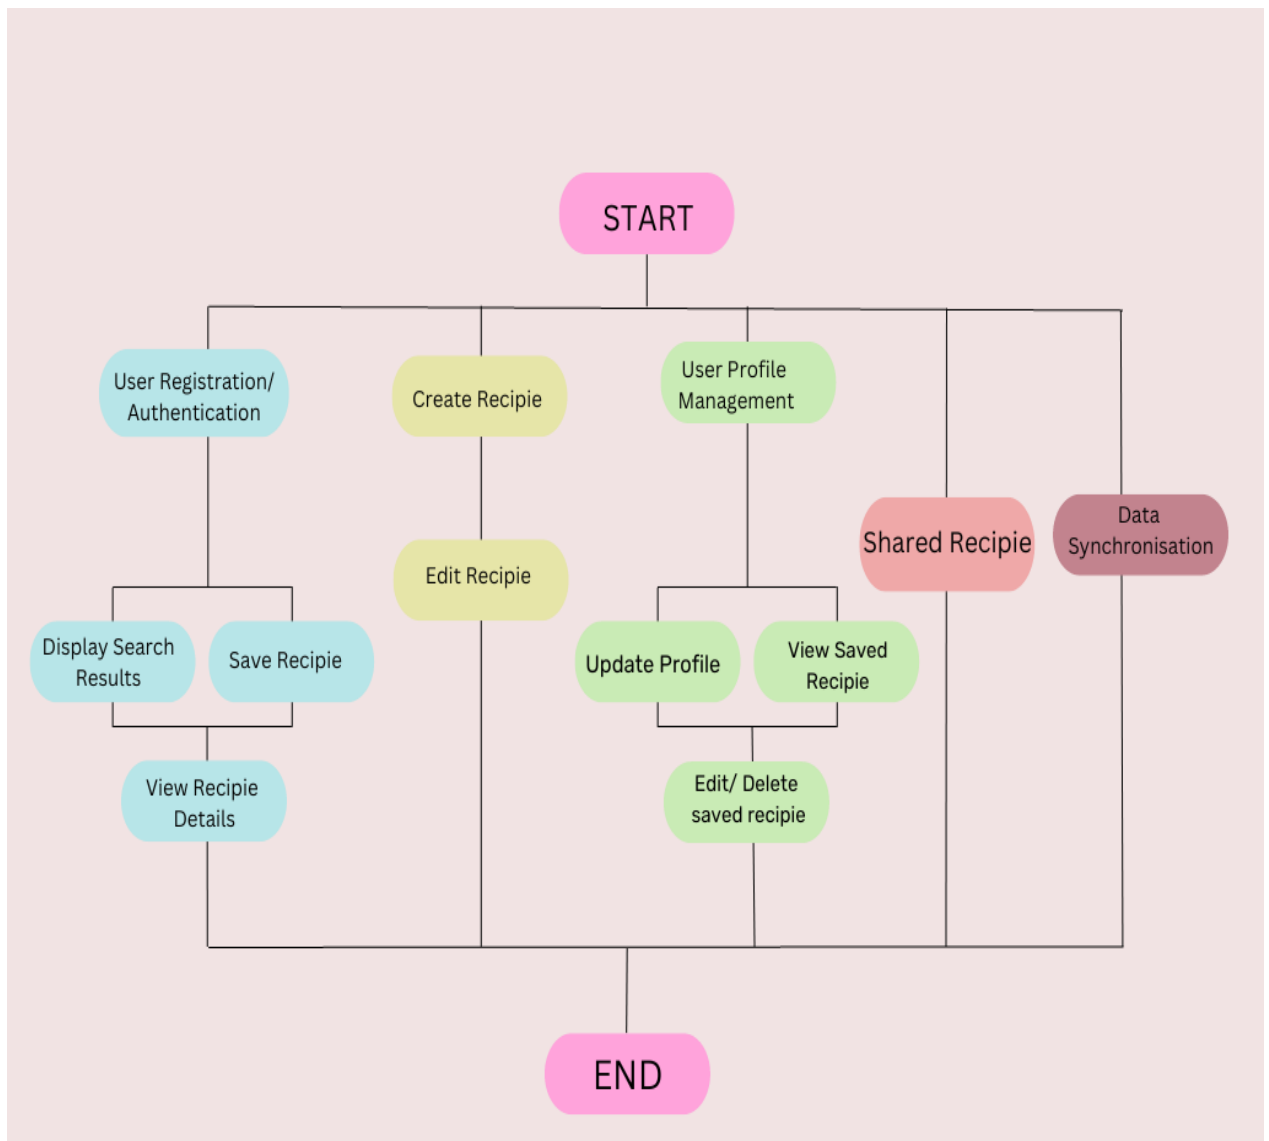 START
User Registration/
Authentication
Create Recipie
User Profile
Management
Shared Recipie
Data
Synchronisation
Edit Recipie
Display Search
Results
Save Recipie
Update Profile
View Saved
Recipie
View Recipie
Details
Edit/ Delete
saved recipie
END